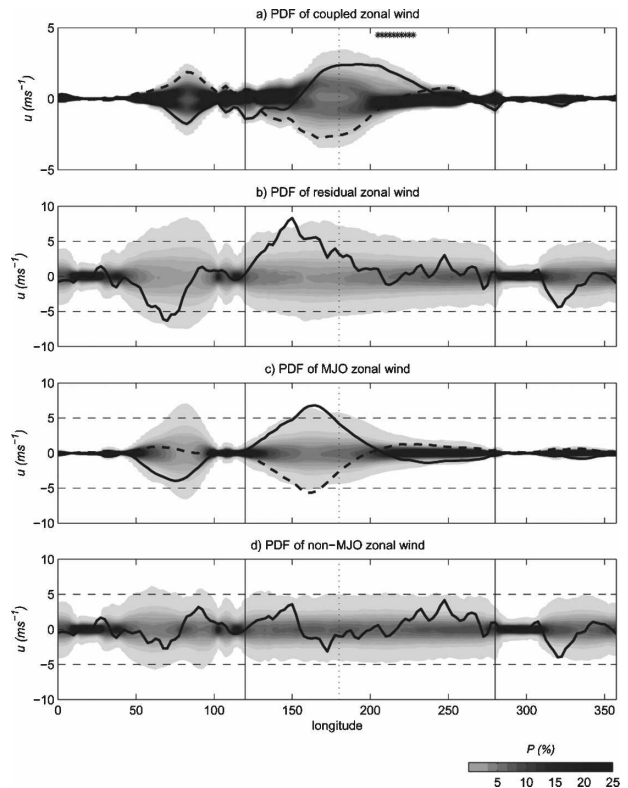 a) PDF of coupled zonal wind
5
0
−5
u (ms⁻¹)
b) PDF of residual zonal wind
10
5
0
−5
−10
u (ms⁻¹)
c) PDF of MJO zonal wind
10
5
0
−5
−10
u (ms⁻¹)
d) PDF of non−MJO zonal wind
10
5
0
−5
−10
u (ms⁻¹)
0 50 100 150 200 250 300 350
longitude
P (%)
5 10 15 20 25